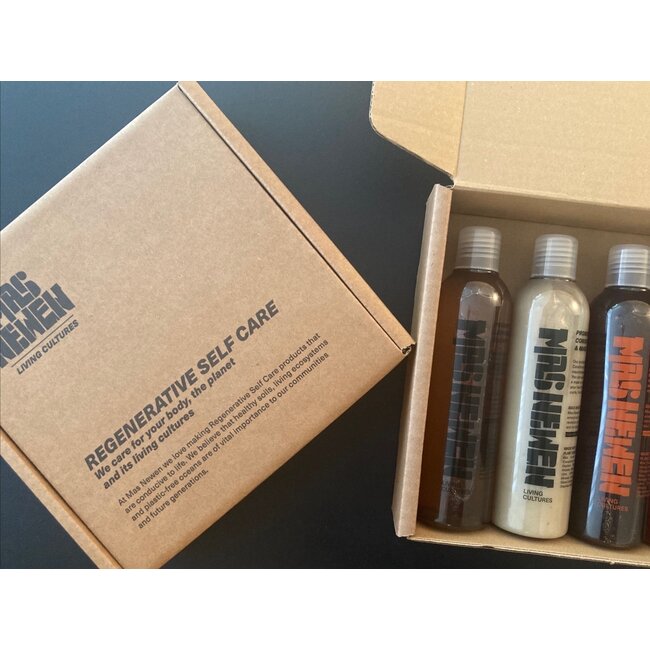 MAS
NEWEN
LIVING CULTURES
REGENERATIVE SELF CARE
We care for your body, the planet
and its living cultures
At Mas Newen we love making Regenerative Self Care products that
are conducive to life. We believe that healthy soils, living ecosystems
and plastic-free oceans are of vital importance to our communities
and future generations.
MAS NEWEN
MAS NEWEN
LIVING
CULTURES
MAS NEWEN
LIVING
CULTURES